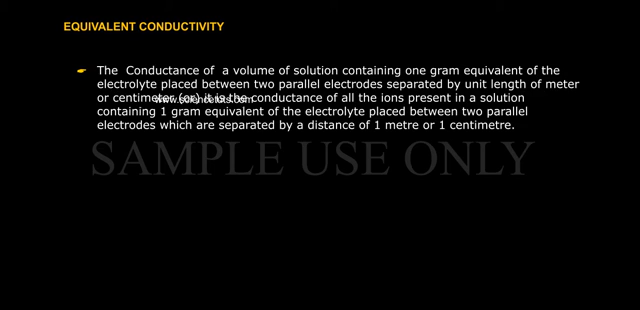 EQUIVALENT CONDUCTIVITY
The Conductance of a volume of solution containing one gram equivalent of the
electrolyte placed between two parallel electrodes separated by unit length of meter
or centimeter (or) it is the conductance of all the ions present in a solution
containing 1 gram equivalent of the electrolyte placed between two parallel
electrodes which are separated by a distance of 1 metre or 1 centimetre.
SAMPLE USE ONLY